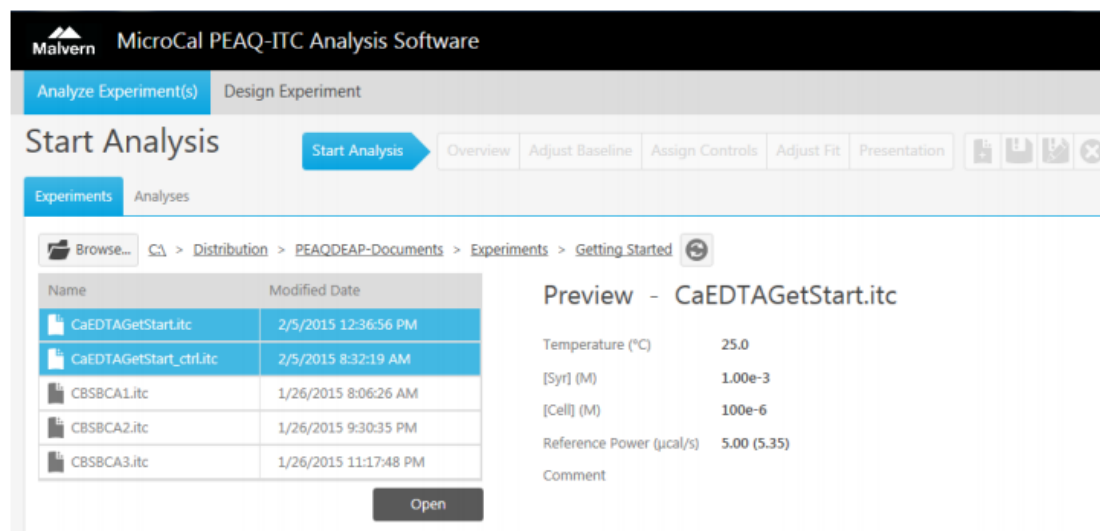 Malvern MicroCal PEAQ-ITC Analysis Software
Analyze Experiment(s) Design Experiment
Start Analysis Start Analysis Overview Adjust Baseline Assign Controls Adjust Fit Presentation
Experiments Analyses
Browse... C:\ > Distribution > PEAQDEAP-Documents > Experiments > Getting Started
Name Modified Date
CaEDTAGetStart.itc 2/5/2015 12:36:56 PM
CaEDTAGetStart_ctrl.itc 2/5/2015 8:32:19 AM
CBSBCA1.itc 1/26/2015 8:06:26 AM
CBSBCA2.itc 1/26/2015 9:30:35 PM
CBSBCA3.itc 1/26/2015 11:17:48 PM
Open
Preview - CaEDTAGetStart.itc
Temperature (°C) 25.0
[Syr] (M) 1.00e-3
[Cell] (M) 100e-6
Reference Power (µcal/s) 5.00 (5.35)
Comment